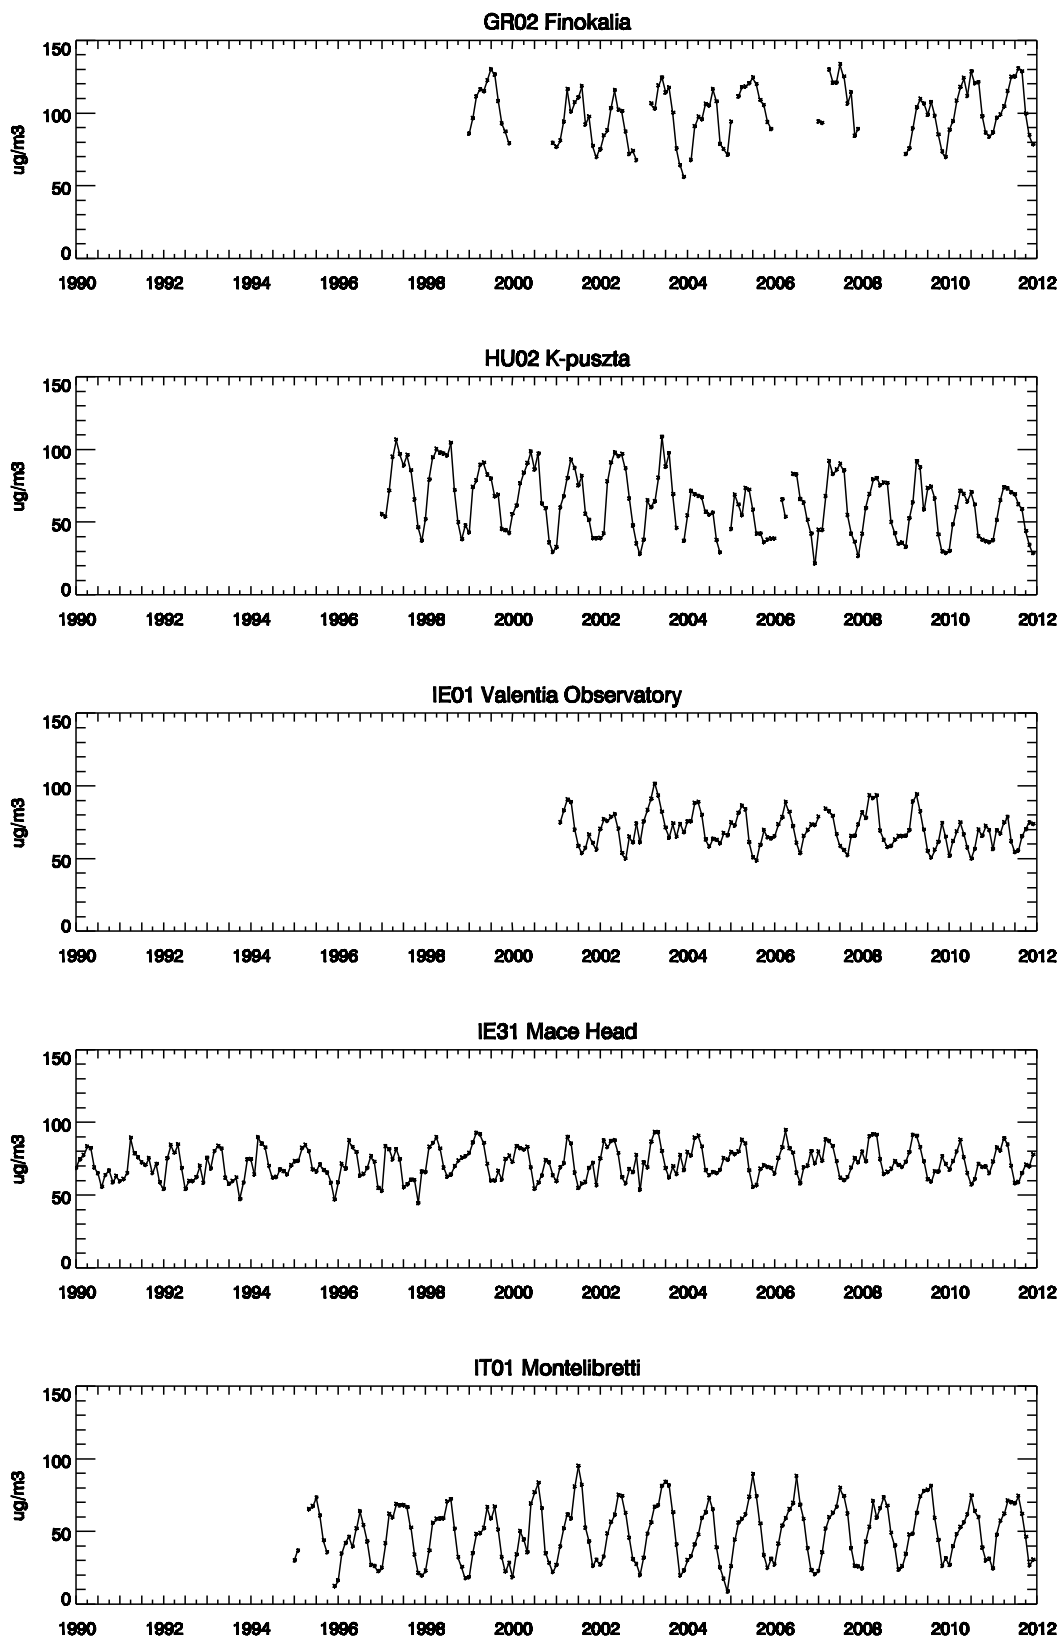 GR02 Finokalia
150
100
50
0
ug/m3
1990 1992 1994 1996 1998 2000 2002 2004 2006 2008 2010 2012
HU02 K-puszta
150
100
50
0
ug/m3
1990 1992 1994 1996 1998 2000 2002 2004 2006 2008 2010 2012
IE01 Valentia Observatory
150
100
50
0
ug/m3
1990 1992 1994 1996 1998 2000 2002 2004 2006 2008 2010 2012
IE31 Mace Head
150
100
50
0
ug/m3
1990 1992 1994 1996 1998 2000 2002 2004 2006 2008 2010 2012
IT01 Montelibretti
150
100
50
0
ug/m3
1990 1992 1994 1996 1998 2000 2002 2004 2006 2008 2010 2012